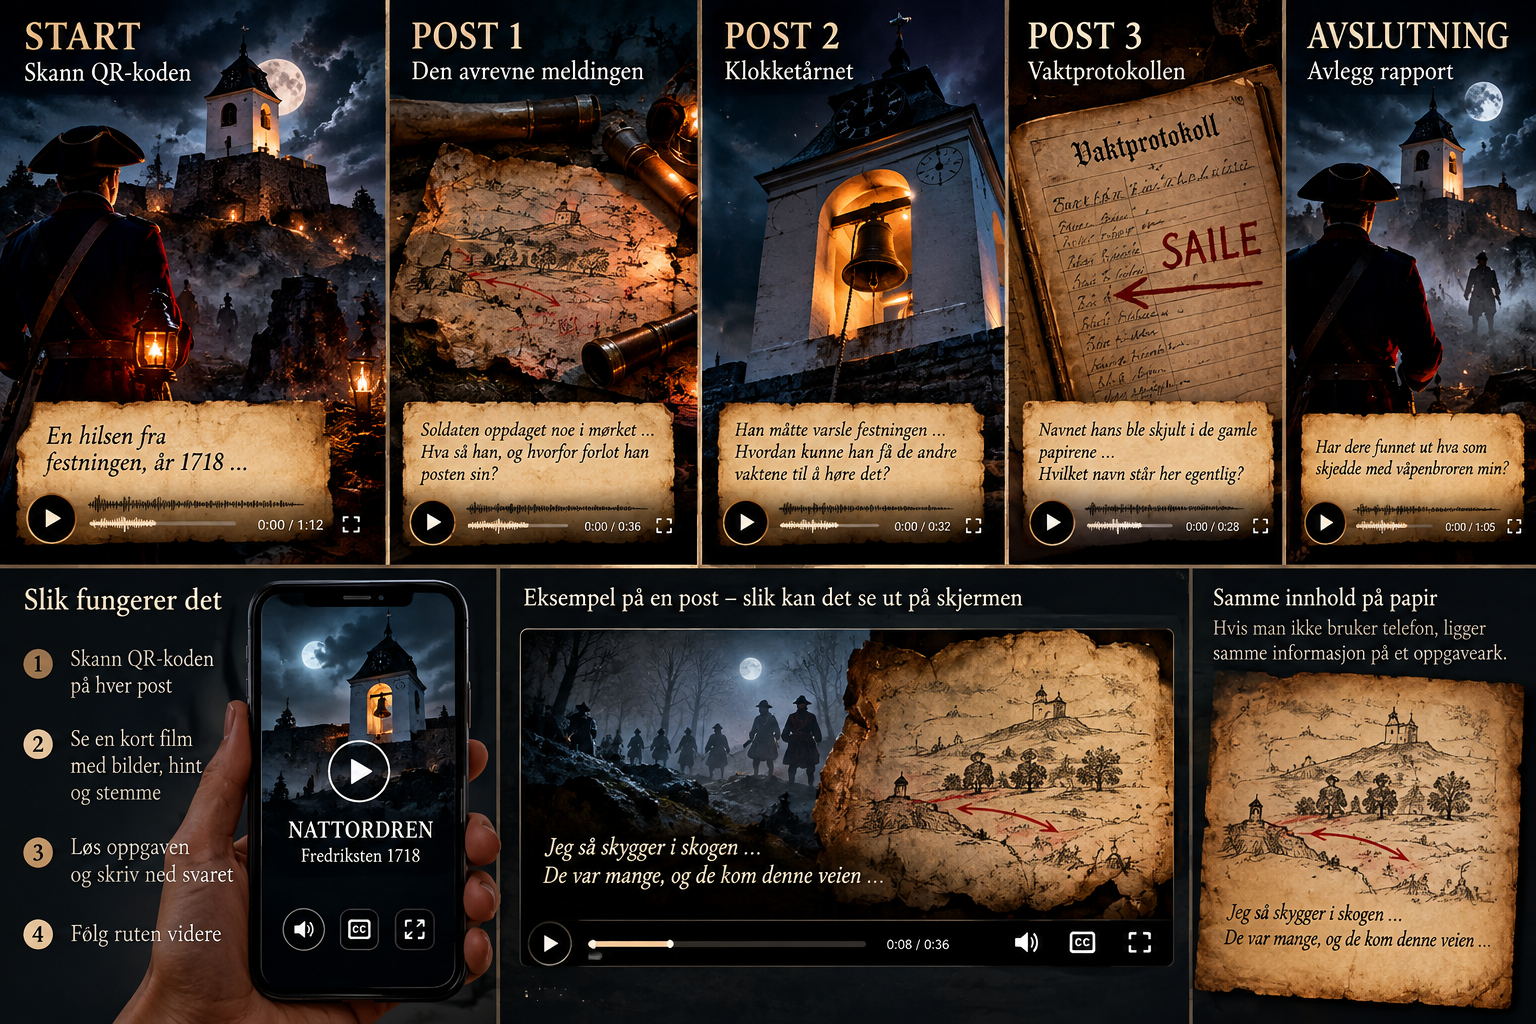 START
Skann QR-koden
En hilsen fra
festningen, år 1718 ...
0:00 / 1:12
POST 1
Den avrevne meldingen
Soldaten oppdaget noe i mørket ...
Hva så han, og hvorfor forlot han
posten sin?
0:00 / 0:36
POST 2
Klokketårnet
Han måtte varsle festningen ...
Hvordan kunne han få de andre
vaktene til å høre det?
0:00 / 0:32
POST 3
Vaktprotokollen
Vaktprotokoll
SAILE
Navnet hans ble skjult i de gamle
papirene ...
Hvilket navn står her egentlig?
0:00 / 0:28
AVSLUTNING
Avlegg rapport
Har dere funnet ut hva som
skjedde med våpenbroren min?
0:00 / 1:05
Slik fungerer det
1 Skann QR-koden
på hver post
2 Se en kort film
med bilder, hint
og stemme
3 Løs oppgaven
og skriv ned svaret
4 Følg ruten videre
NATTORDREN
Fredriksten 1718
CC
Eksempel på en post – slik kan det se ut på skjermen
Jeg så skygger i skogen ...
De var mange, og de kom denne veien ...
0:08 / 0:36
CC
Samme innhold på papir
Hvis man ikke bruker telefon, ligger
samme informasjon på et oppgaveark.
Jeg så skygger i skogen ...
De var mange, og de kom denne veien ...